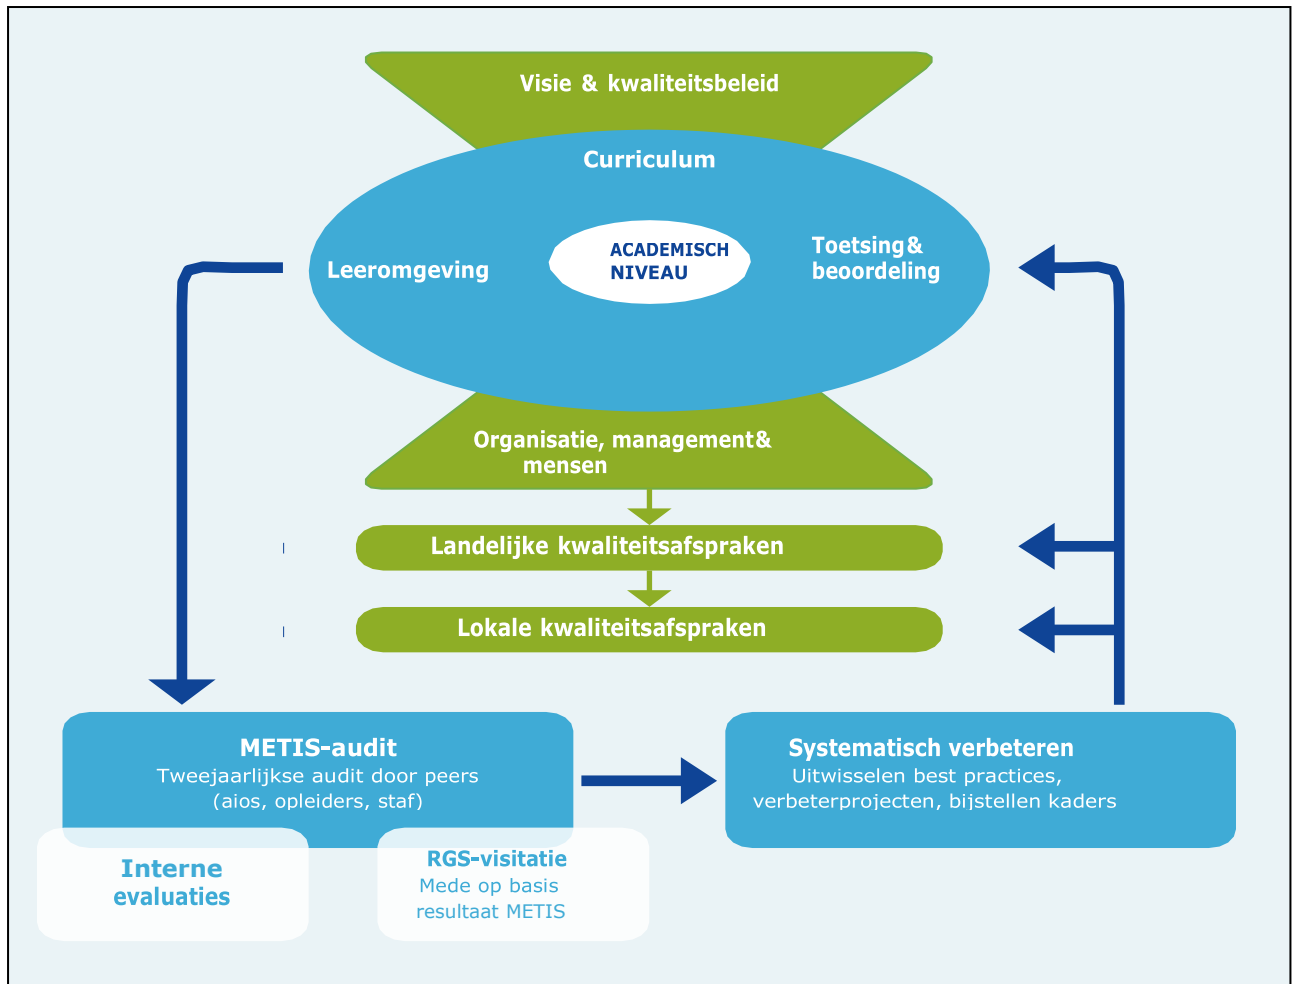 Visie & kwaliteitsbeleid
Curriculum
Leeromgeving
ACADEMISCH
NIVEAU
Toetsing&
beoordeling
Organisatie, management&
mensen
Landelijke kwaliteitsafspraken
Lokale kwaliteitsafspraken
METIS-audit
Tweejaarlijkse audit door peers
(aios, opleiders, staf)
Systematisch verbeteren
Uitwisselen best practices,
verbeterprojecten, bijstellen kaders
Interne
evaluaties
RGS-visitatie
Mede op basis
resultaat METIS